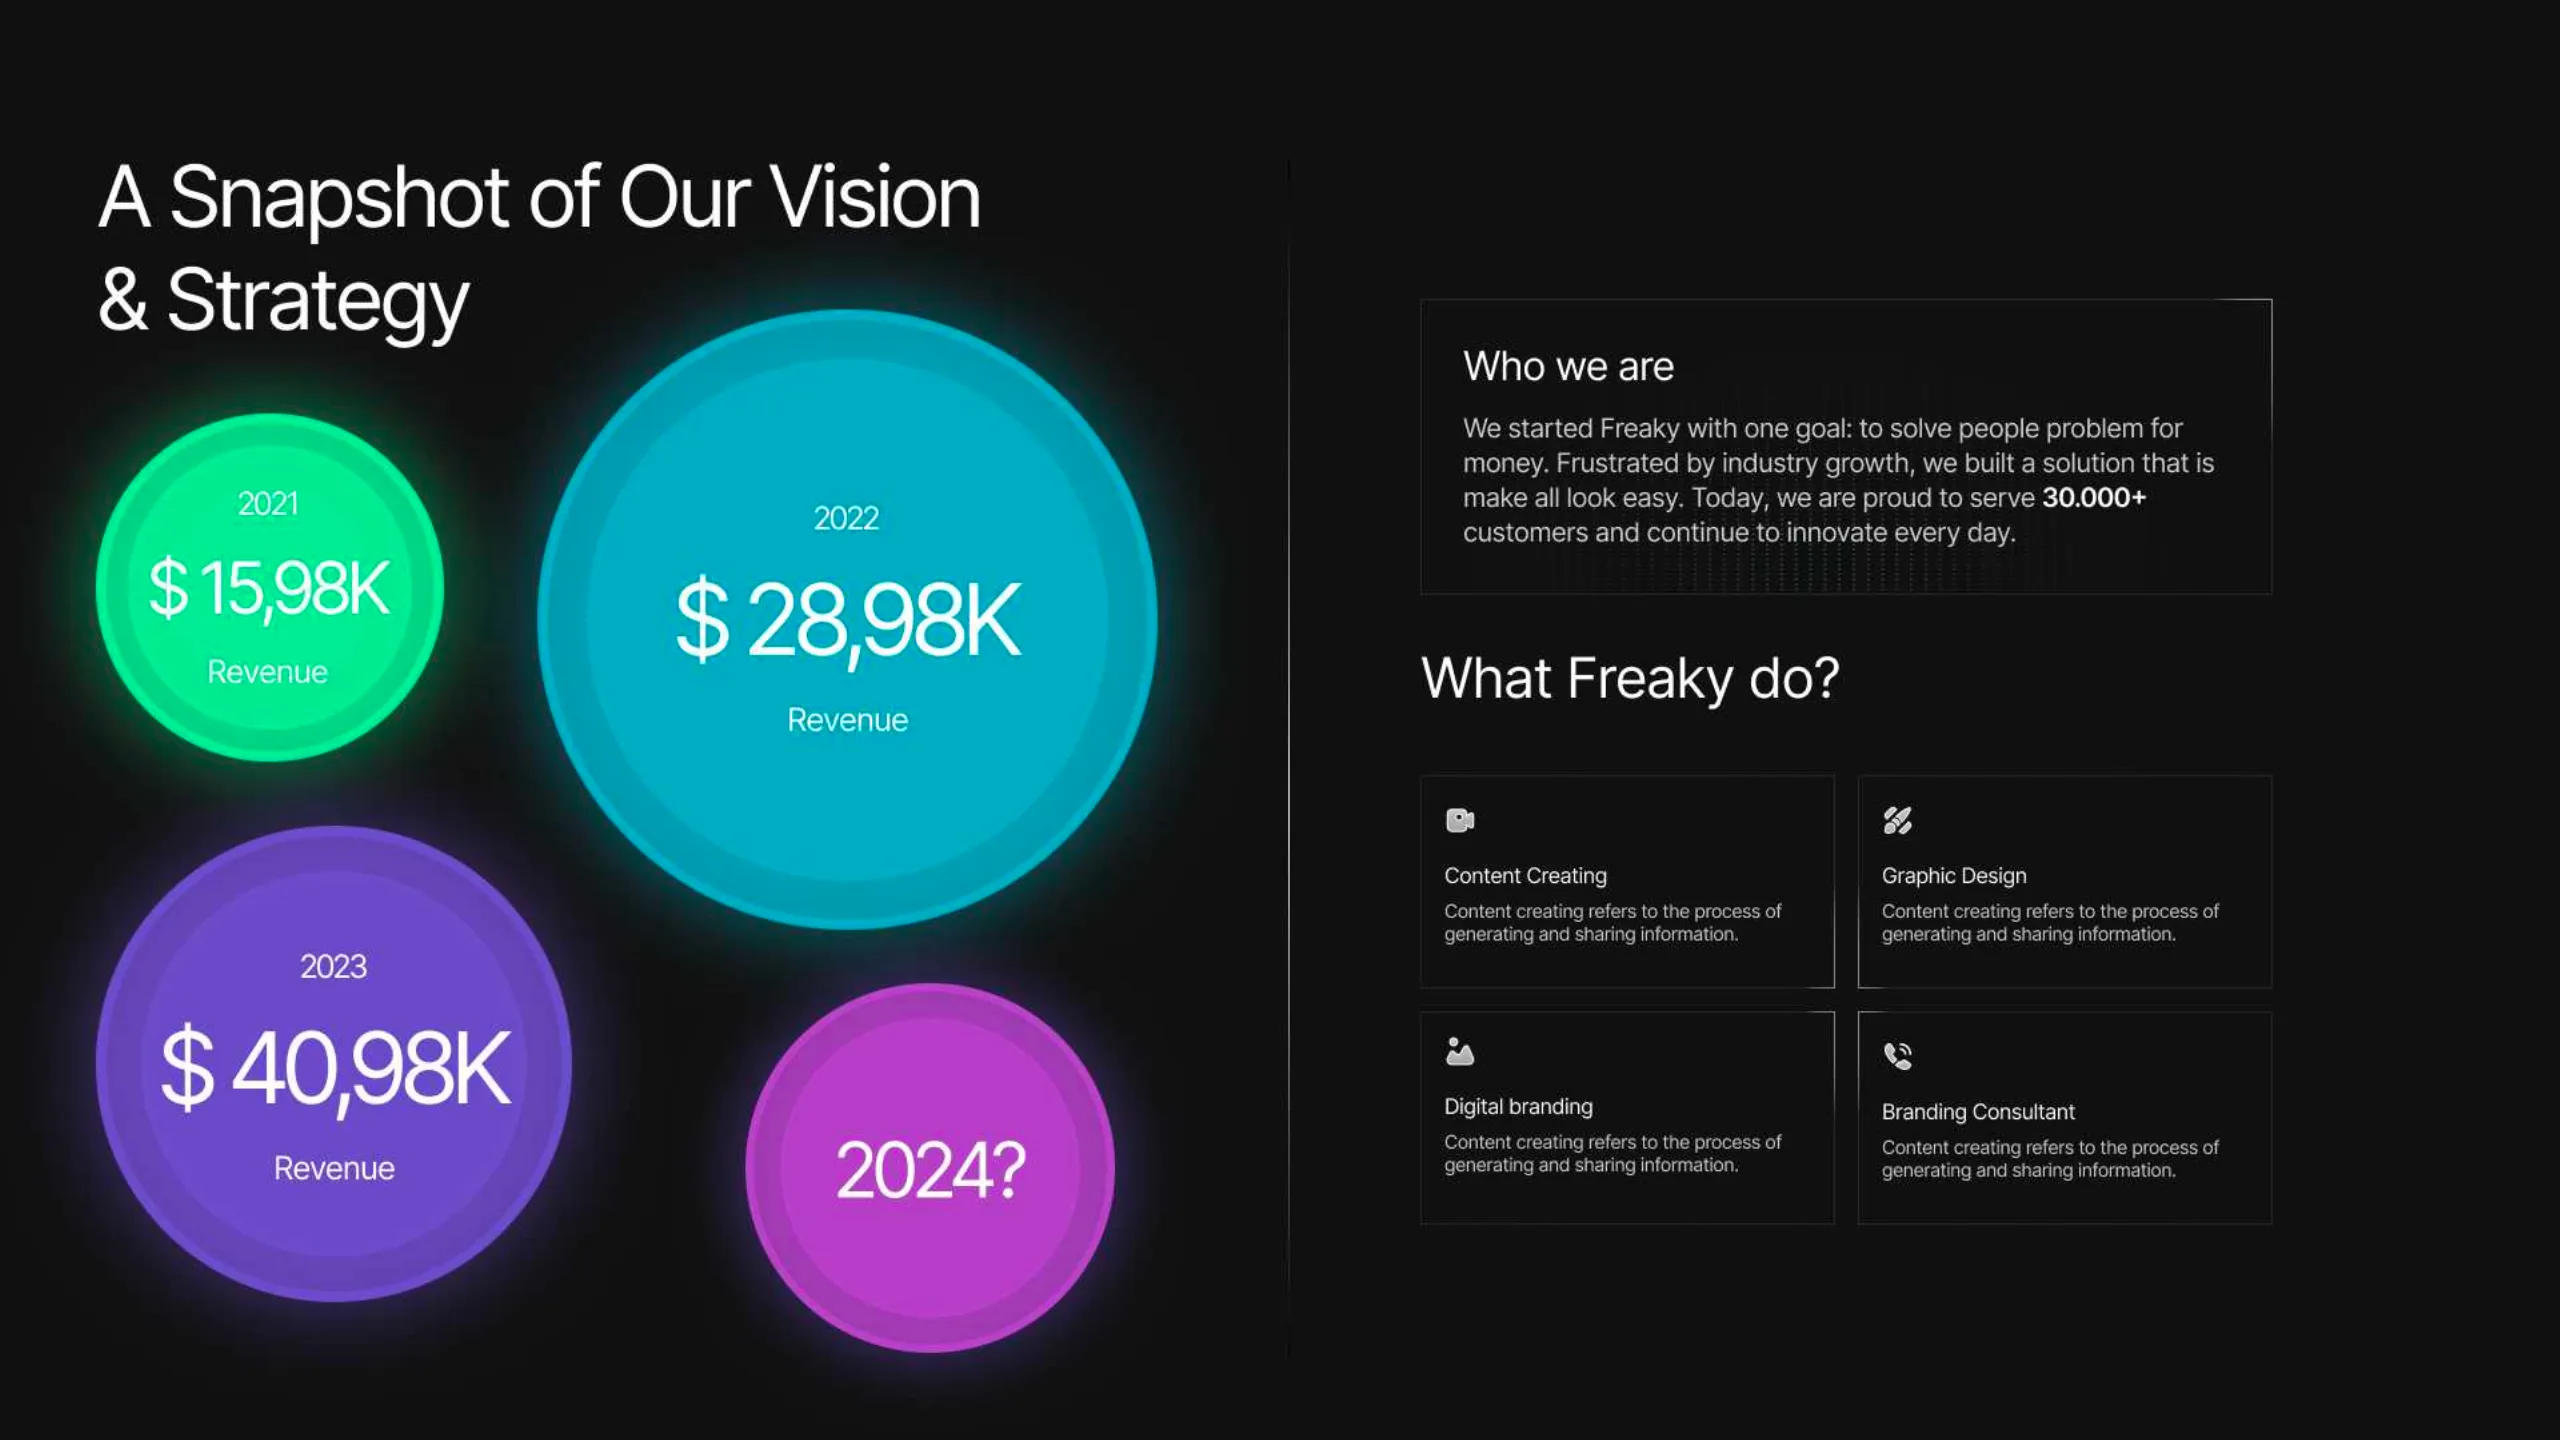 A Snapshot of Our Vision
& Strategy
2021
$ 15,98K
Revenue
2022
$ 28,98K
Revenue
2023
$ 40,98K
Revenue
2024?
Who we are
We started Freaky with one goal: to solve people problem for
money. Frustrated by industry growth, we built a solution that is
make all look easy. Today, we are proud to serve 30.000+
customers and continue to innovate every day.
What Freaky do?
Content Creating
Content creating refers to the process of
generating and sharing information.
Graphic Design
Content creating refers to the process of
generating and sharing information.
Digital branding
Content creating refers to the process of
generating and sharing information.
Branding Consultant
Content creating refers to the process of
generating and sharing information.